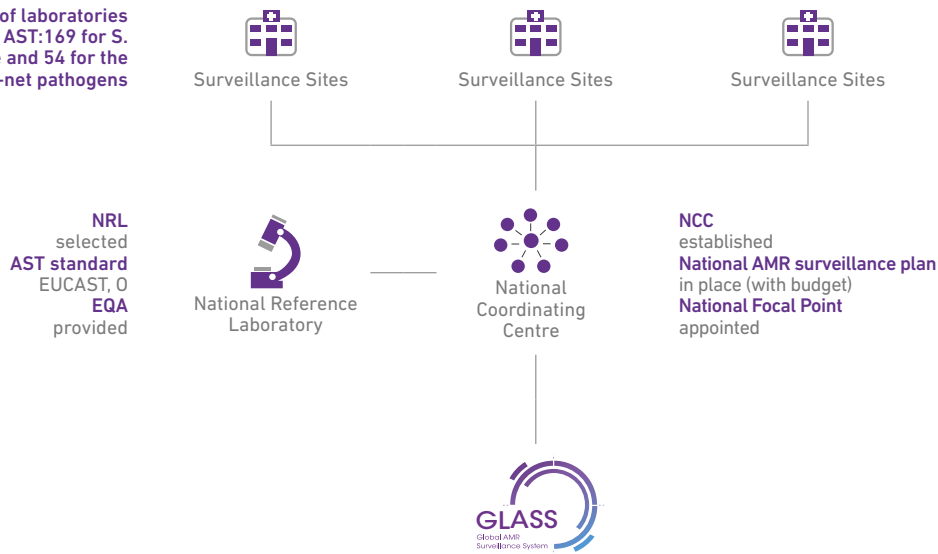 of laboratories
AST:169 for S.
and 54 for the
-net pathogens
Surveillance Sites
Surveillance Sites
Surveillance Sites
NRL
selected
AST standard
EUCAST, O
EQA
provided
National Reference
Laboratory
National
Coordinating
Centre
NCC
established
National AMR surveillance plan
in place (with budget)
National Focal Point
appointed
GLASS
Global AMR
Surveillance System